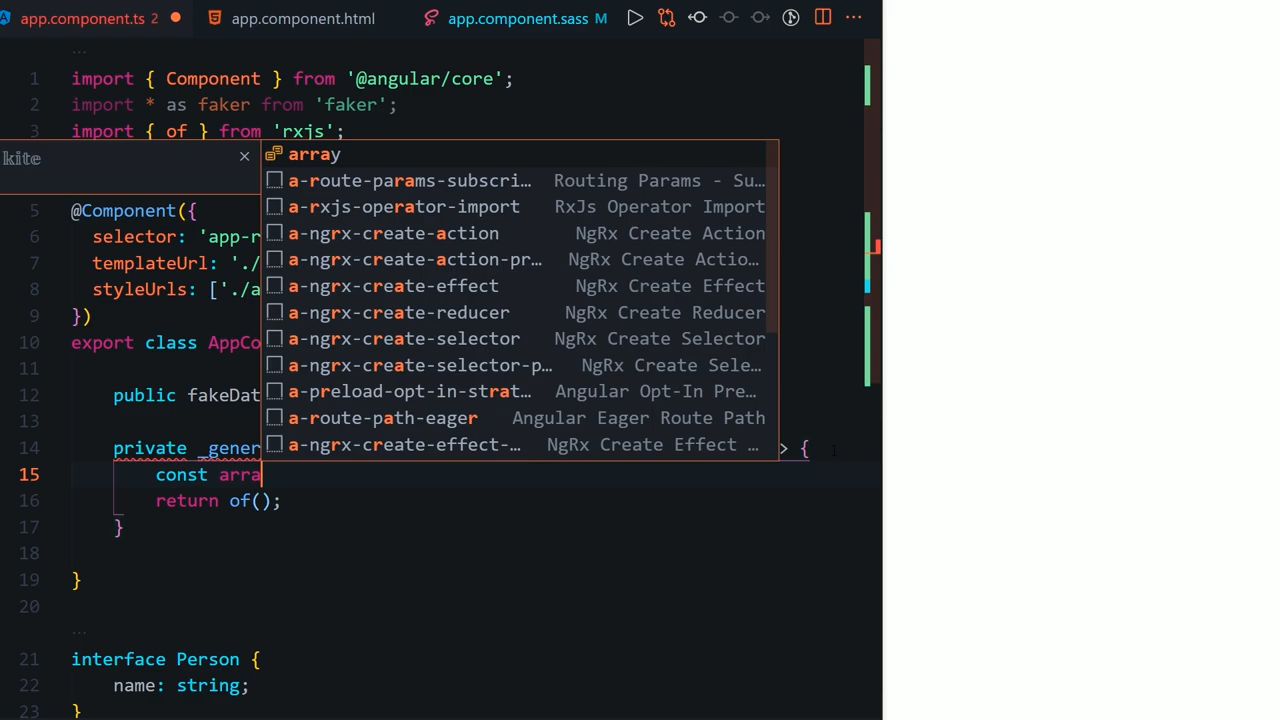 app.component.ts 2 app.component.html app.component.sass M
1 import { Component } from '@angular/core';
2 import * as faker from 'faker';
3 import { of } from 'rxjs';
kite
array
a-route-params-subscri... Routing Params - Su...
5 @Component({
a-rxjs-operator-import RxJs Operator Import
6 selector: 'app-r
a-ngrx-create-action NgRx Create Action
7 templateUrl: './
a-ngrx-create-action-pr... NgRx Create Actio...
8 styleUrls: ['./a
a-ngrx-create-effect NgRx Create Effect
9 })
a-ngrx-create-reducer NgRx Create Reducer
10 export class AppCo
a-ngrx-create-selector NgRx Create Selector
11
a-ngrx-create-selector-p... NgRx Create Sele...
12 public fakeDat
a-preload-opt-in-strat... Angular Opt-In Pre...
13
a-route-path-eager Angular Eager Route Path
14 private _gener
a-ngrx-create-effect-... NgRx Create Effect ...
> {
15 const arra
16 return of();
17 }
18
19 }
20
21 interface Person {
22 name: string;
23 }